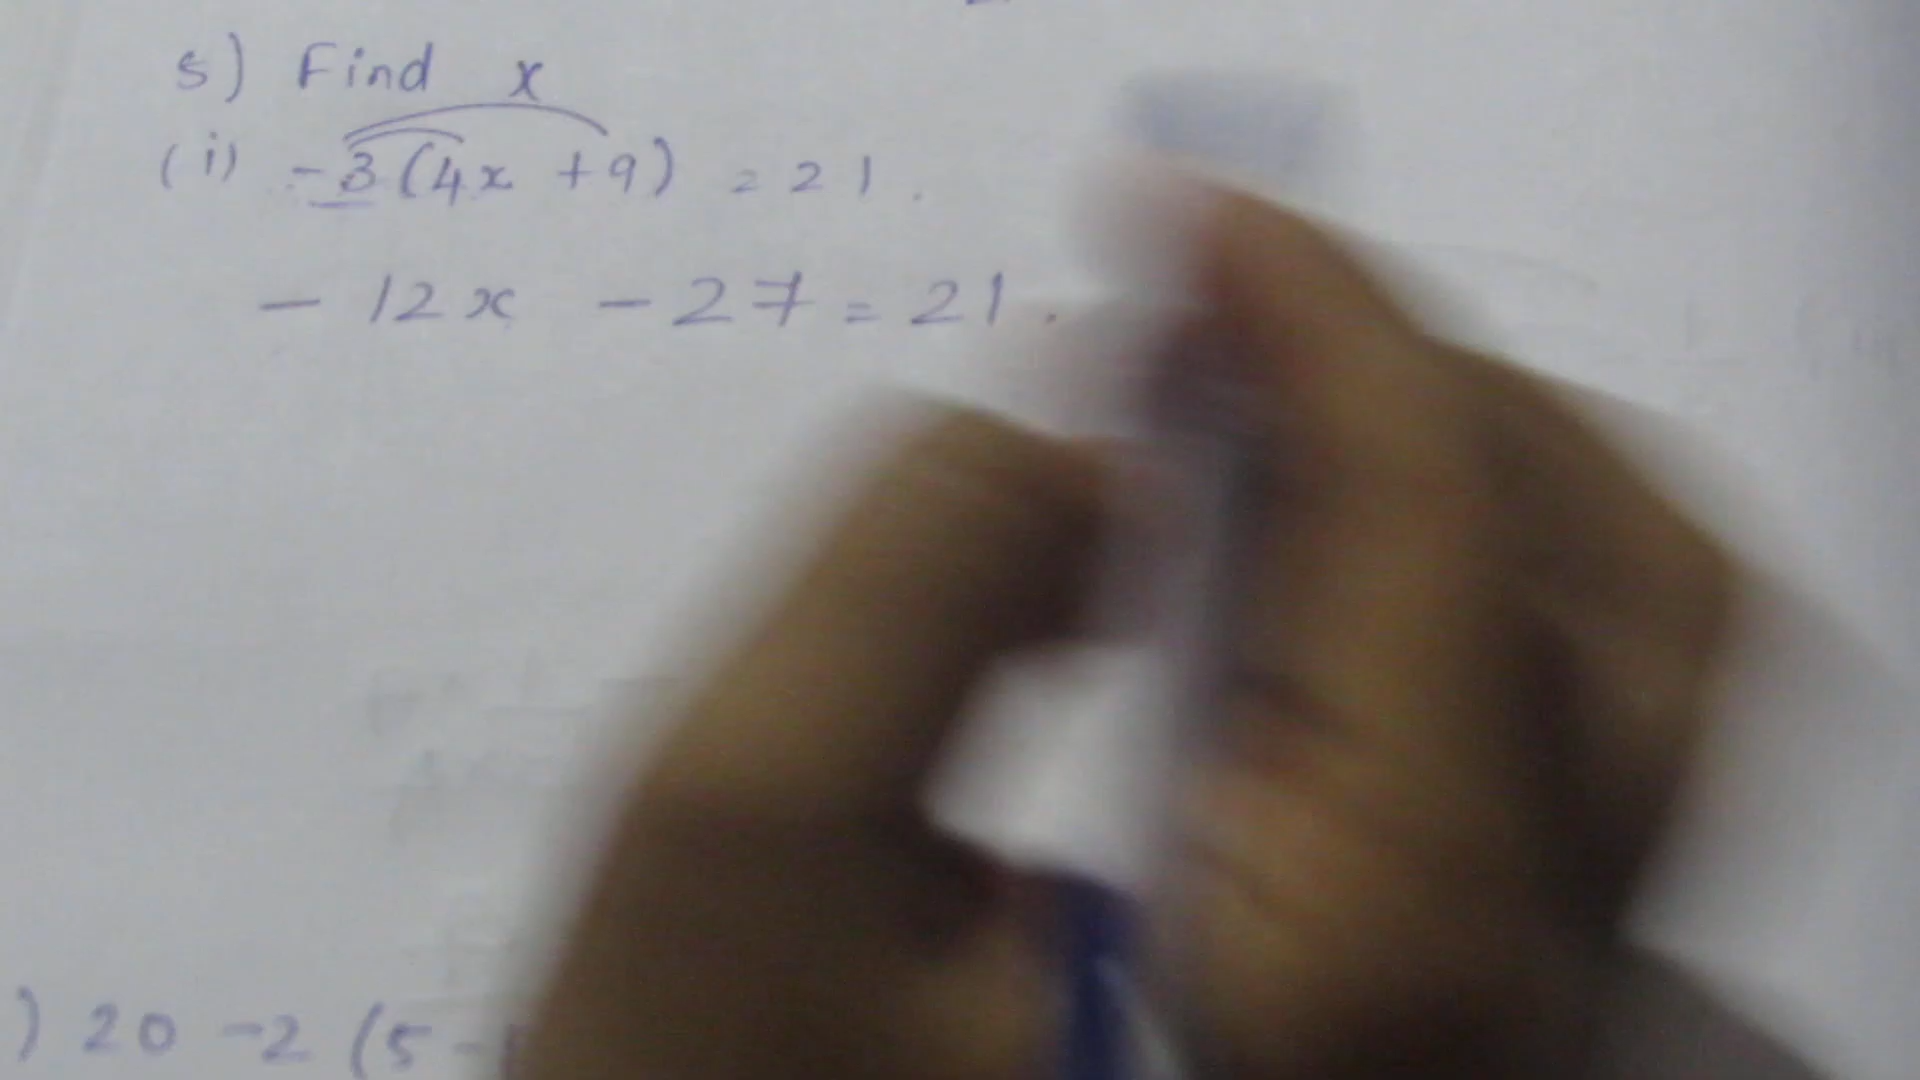 5) Find x
(i) -3(4x +9) = 21.
- 12x - 27 = 21.
) 20 -2 (5 -